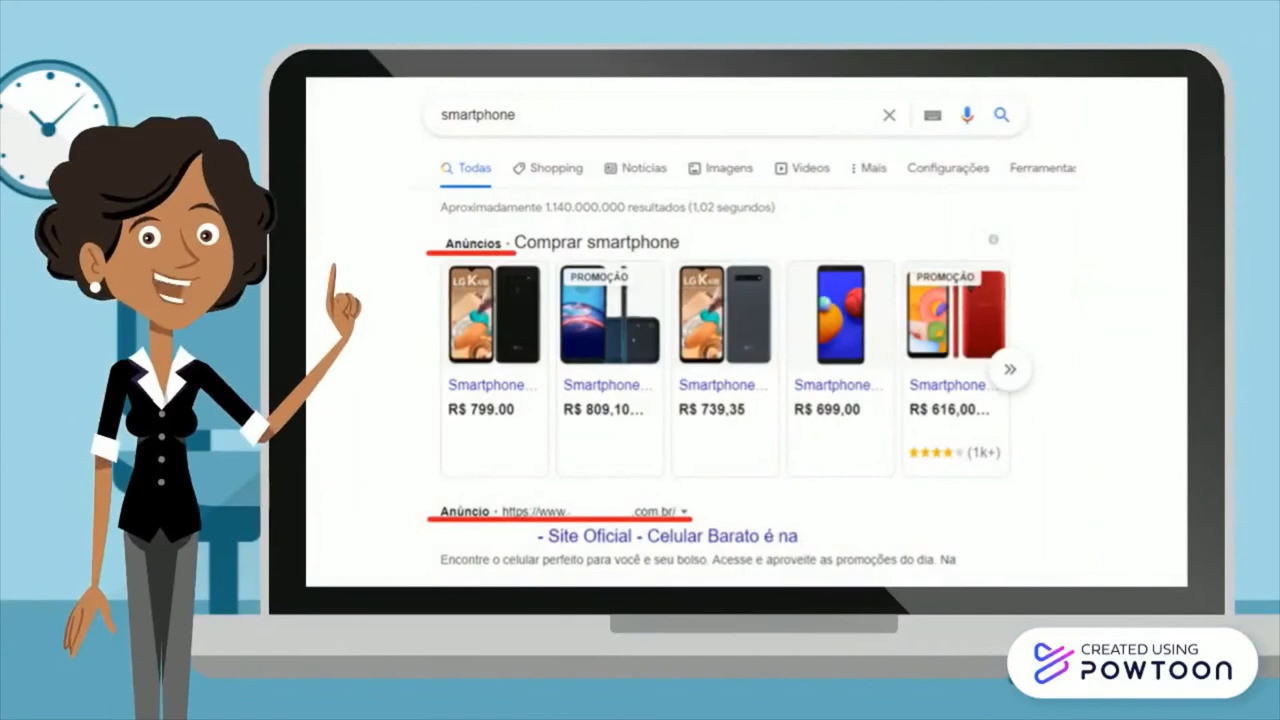 smartphone
Todas Shopping Notícias Imagens Vídeos Mais Configurações Ferramentas
Aproximadamente 1.140.000.000 resultados (1,02 segundos)
Anúncios · Comprar smartphone
LG K PROMOÇÃO LG K PROMOÇÃO
Smartphone... Smartphone... Smartphone... Smartphone... Smartphone...
R$ 799,00 R$ 809,10... R$ 739,35 R$ 699,00 R$ 616,00...
(1k+)
Anúncio · https://www. .com.br/
- Site Oficial - Celular Barato é na
Encontre o celular perfeito para você e seu bolso. Acesse e aproveite as promoções do dia. Na
CREATED USING
POWTOON